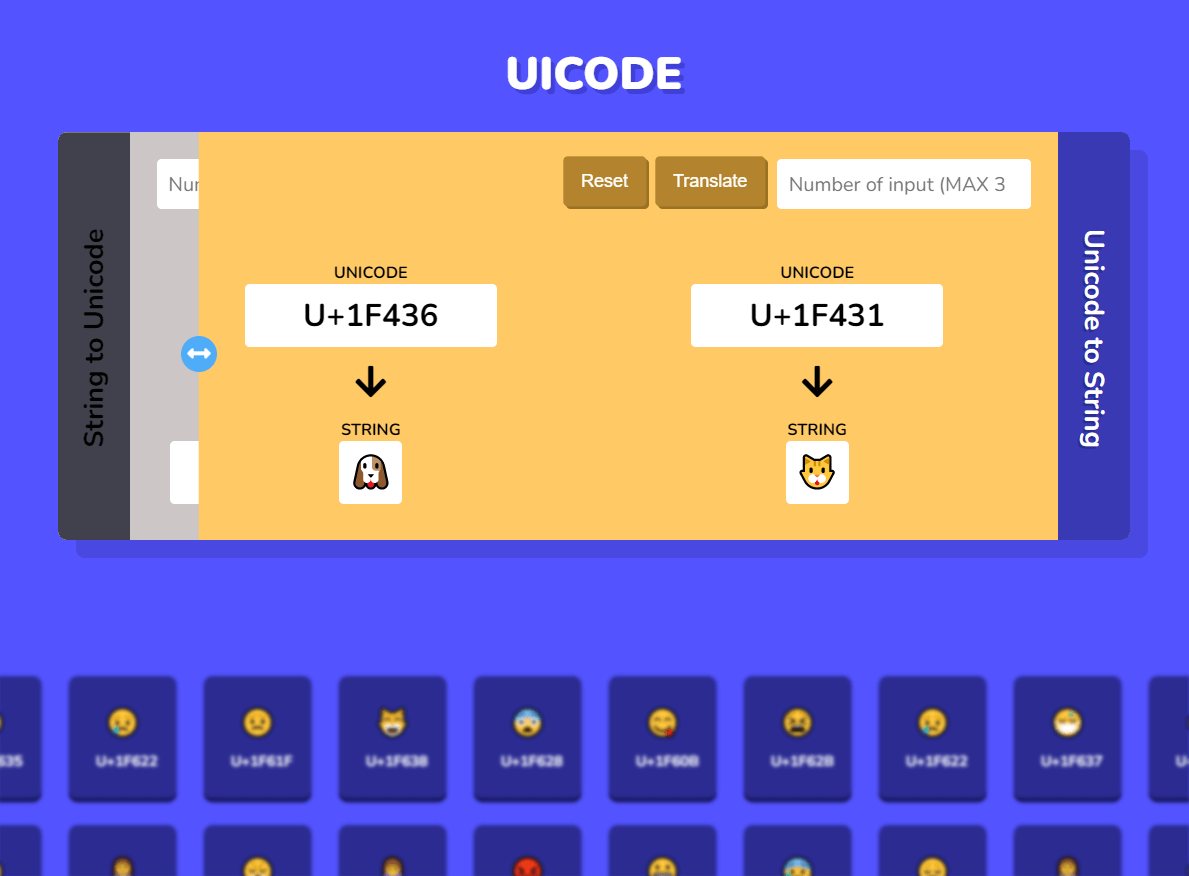 UICODE
String to Unicode
Nur
Reset
Translate
Number of input (MAX 3
Unicode to String
UNICODE
UNICODE
U+1F436
U+1F431
STRING
STRING
635
U+1F622
U+1F61F
U+1F638
U+1F628
U+1F60B
U+1F62B
U+1F622
U+1F637